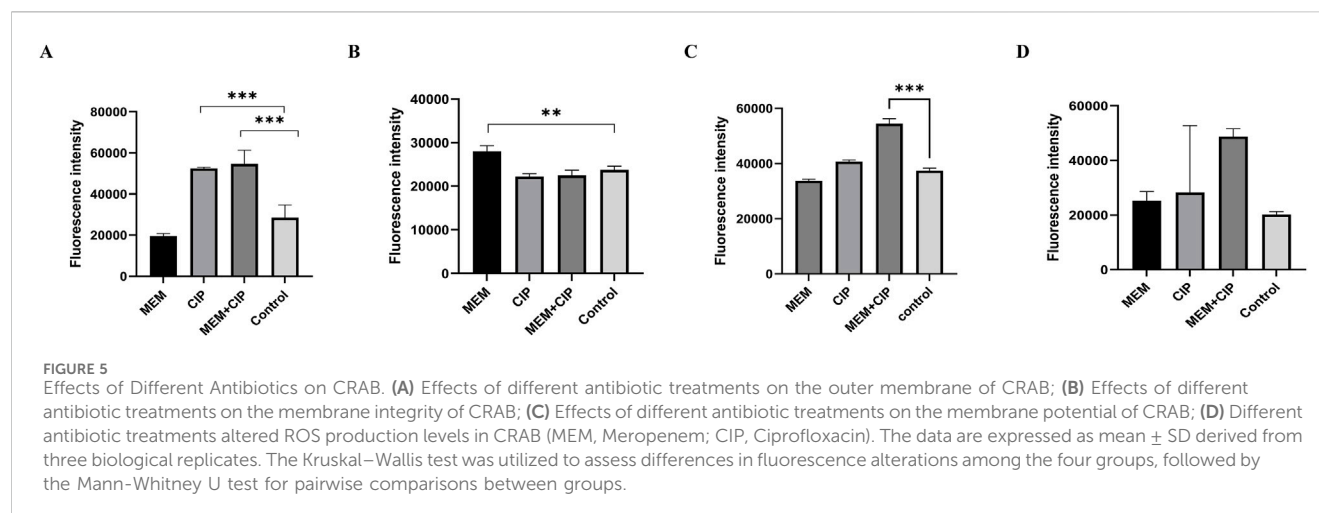 A
B
C
D
Fluorescence intensity
80000
60000
40000
20000
0
***
***
MEM
CIP
MEM+CIP
Control
Fluorescence intensity
40000
30000
20000
10000
0
**
MEM
CIP
MEM+CIP
Control
Fluorescence intensity
60000
40000
20000
0
***
MEM
CIP
MEM+CIP
control
Fluorescence intensity
60000
40000
20000
0
MEM
CIP
MEM+CIP
Control
FIGURE 5
Effects of Different Antibiotics on CRAB. (A) Effects of different antibiotic treatments on the outer membrane of CRAB; (B) Effects of different
antibiotic treatments on the membrane integrity of CRAB; (C) Effects of different antibiotic treatments on the membrane potential of CRAB; (D) Different
antibiotic treatments altered ROS production levels in CRAB (MEM, Meropenem; CIP, Ciprofloxacin). The data are expressed as mean ± SD derived from
three biological replicates. The Kruskal–Wallis test was utilized to assess differences in fluorescence alterations among the four groups, followed by
the Mann-Whitney U test for pairwise comparisons between groups.